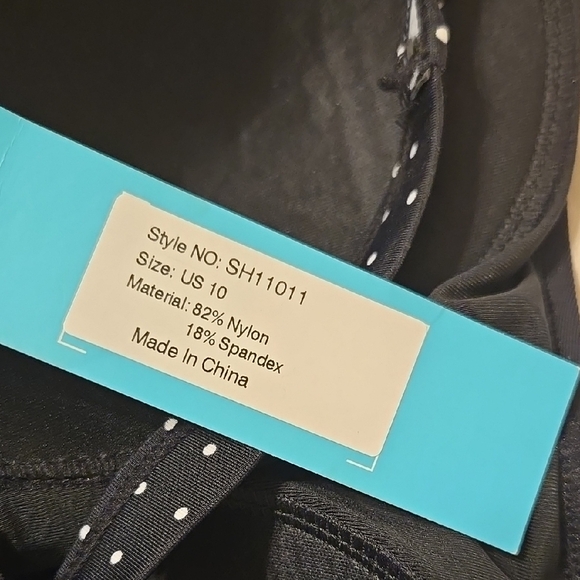 Style NO: SH11011
Size: US 10
Material: 82% Nylon
18% Spandex
Made In China